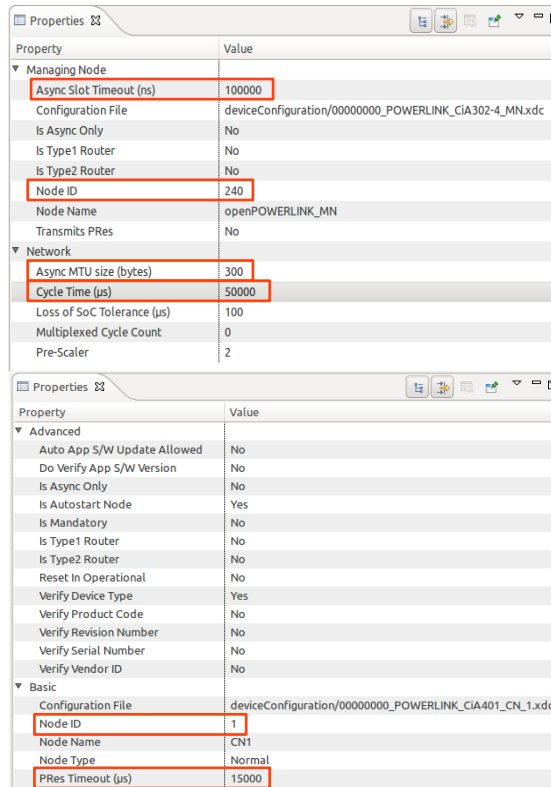 Properties
Property Value
Managing Node
Async Slot Timeout (ns) 100000
Configuration File deviceConfiguration/00000000_POWERLINK_CiA302-4_MN.xdc
Is Async Only No
Is Type1 Router No
Is Type2 Router No
Node ID 240
Node Name openPOWERLINK_MN
Transmits PRes No
Network
Async MTU size (bytes) 300
Cycle Time (µs) 50000
Loss of SoC Tolerance (µs) 100
Multiplexed Cycle Count 0
Pre-Scaler 2
Properties
Property Value
Advanced
Auto App S/W Update Allowed No
Do Verify App S/W Version No
Is Async Only No
Is Autostart Node Yes
Is Mandatory No
Is Type1 Router No
Is Type2 Router No
Reset In Operational No
Verify Device Type Yes
Verify Product Code No
Verify Revision Number No
Verify Serial Number No
Verify Vendor ID No
Basic
Configuration File deviceConfiguration/00000000_POWERLINK_CiA401_CN_1.xdc
Node ID 1
Node Name CN1
Node Type Normal
PRes Timeout (µs) 15000